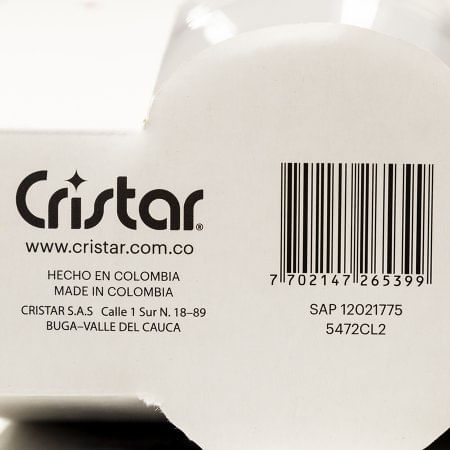 Cristar®
www.cristar.com.co
HECHO EN COLOMBIA
MADE IN COLOMBIA
CRISTAR S.A.S Calle 1 Sur N. 18–89
BUGA–VALLE DEL CAUCA
7 702147 265399
SAP 12021775
5472CL2